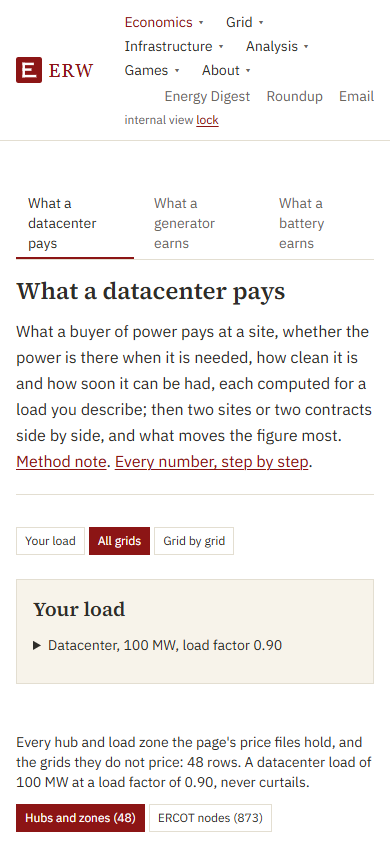 Economics ▾ Grid ▾
Infrastructure ▾ Analysis ▾
Games ▾ About ▾
E ERW
Energy Digest Roundup Email
internal view lock
What a datacenter pays
What a generator earns
What a battery earns
What a datacenter pays
What a buyer of power pays at a site, whether the
power is there when it is needed, how clean it is
and how soon it can be had, each computed for a
load you describe; then two sites or two contracts
side by side, and what moves the figure most.
Method note. Every number, step by step.
Your load All grids Grid by grid
Your load
▶ Datacenter, 100 MW, load factor 0.90
Every hub and load zone the page's price files hold, and
the grids they do not price: 48 rows. A datacenter load of
100 MW at a load factor of 0.90, never curtails.
Hubs and zones (48) ERCOT nodes (873)